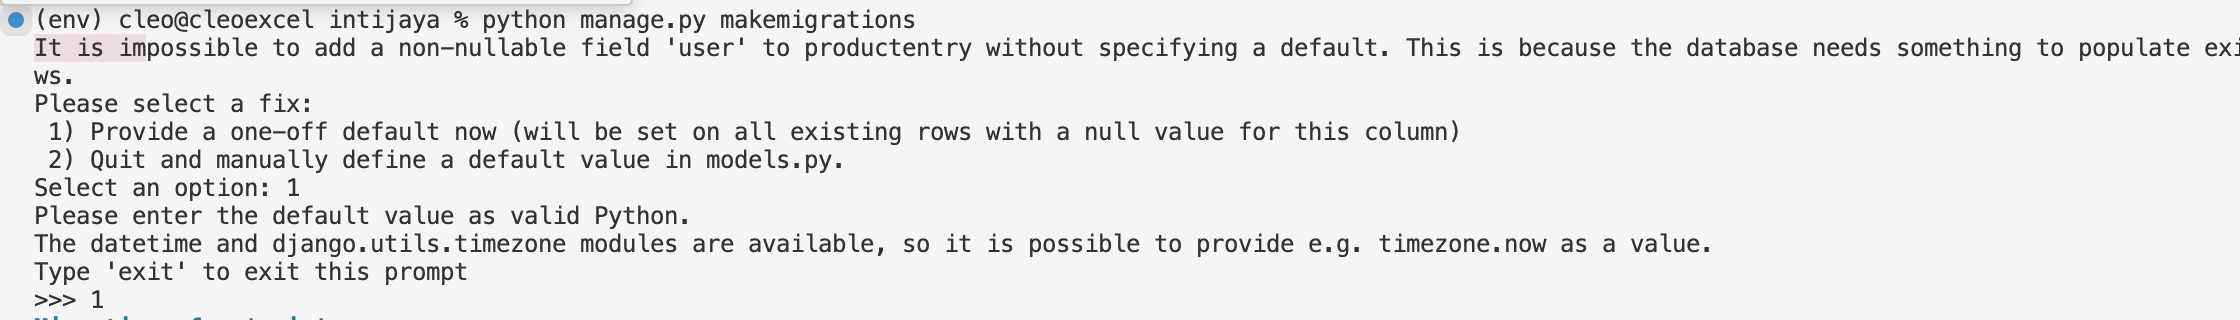 (env) cleo@cleoexcel intijaya % python manage.py makemigrations
It is impossible to add a non-nullable field 'user' to productentry without specifying a default. This is because the database needs something to populate
ws.
Please select a fix:
 1) Provide a one-off default now (will be set on all existing rows with a null value for this column)
 2) Quit and manually define a default value in models.py.
Select an option: 1
Please enter the default value as valid Python.
The datetime and django.utils.timezone modules are available, so it is possible to provide e.g. timezone.now as a value.
Type 'exit' to exit this prompt
>>> 1